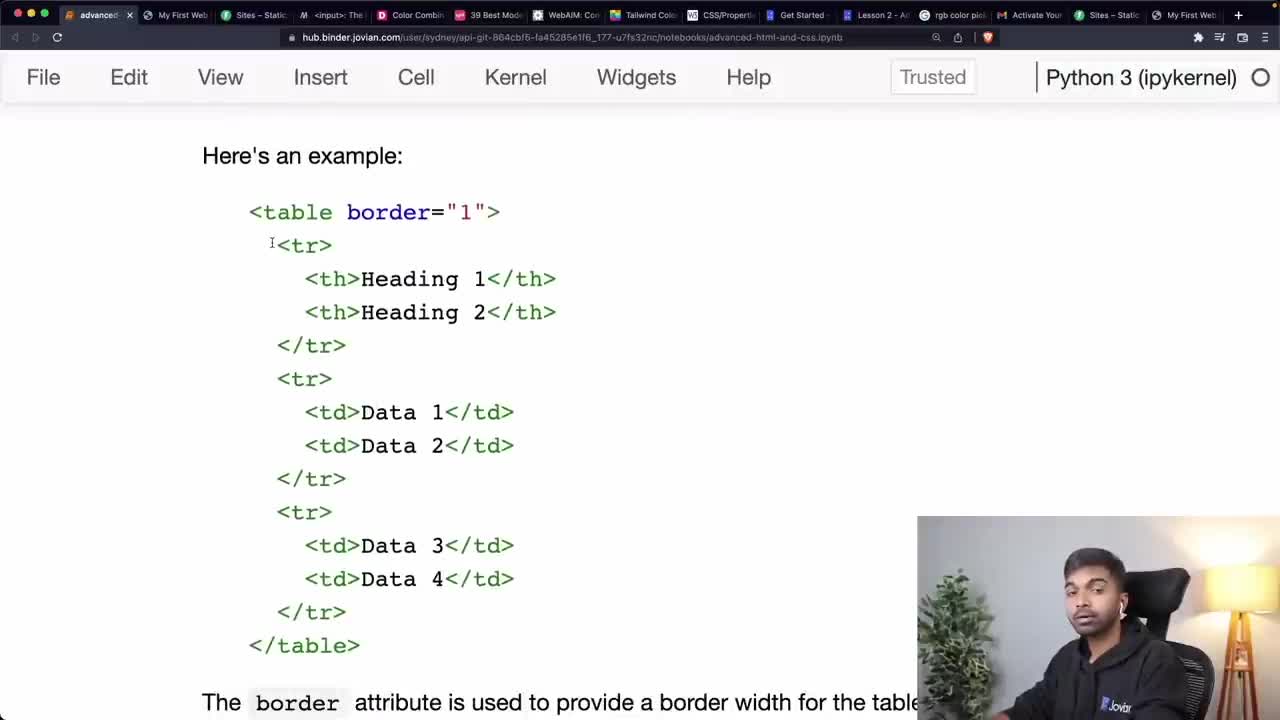 advanced-
My First Web
Sites – Static
<input>: The
Color Combin
39 Best Mode
WebAIM: Con
Tailwind Colo
CSS/Properti
Get Started -
Lesson 2 - Ad
rgb color pick
Activate Your
Sites – Static
My First Web
hub.binder.jovian.com/user/sydney/api-git-864cbf5-fa45285e1f6_177-u7fs32nc/notebooks/advanced-html-and-css.ipynb
File Edit View Insert Cell Kernel Widgets Help Trusted Python 3 (ipykernel)
Here's an example:
<table border="1">
<tr>
<th>Heading 1</th>
<th>Heading 2</th>
</tr>
<tr>
<td>Data 1</td>
<td>Data 2</td>
</tr>
<tr>
<td>Data 3</td>
<td>Data 4</td>
</tr>
</table>
The border attribute is used to provide a border width for the table
Jovian